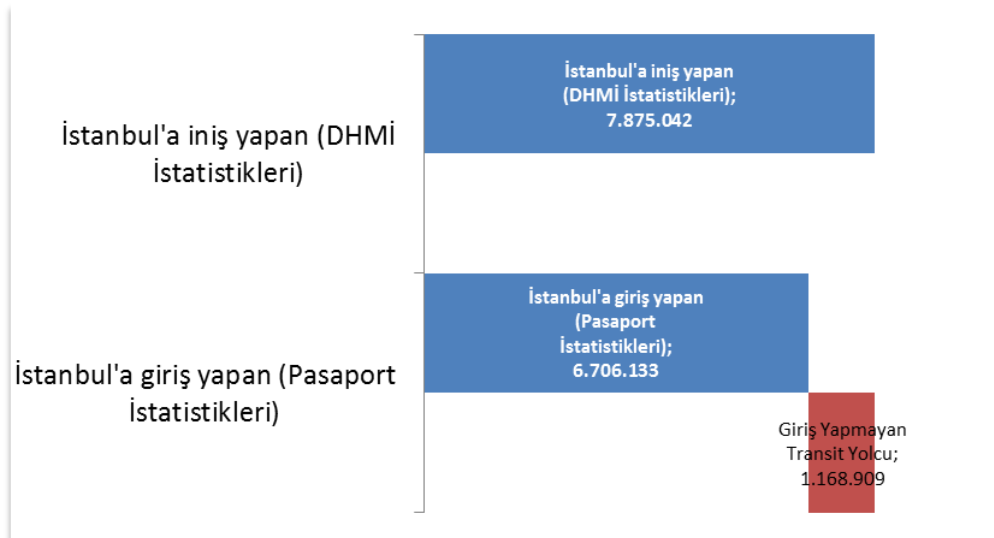 İstanbul'a iniş yapan
(DHMİ İstatistikleri);
7.875.042
İstanbul'a iniş yapan (DHMİ
İstatistikleri)
İstanbul'a giriş yapan
(Pasaport
İstatistikleri);
6.706.133
İstanbul'a giriş yapan (Pasaport
İstatistikleri)
Giriş Yapmayan
Transit Yolcu;
1.168.909